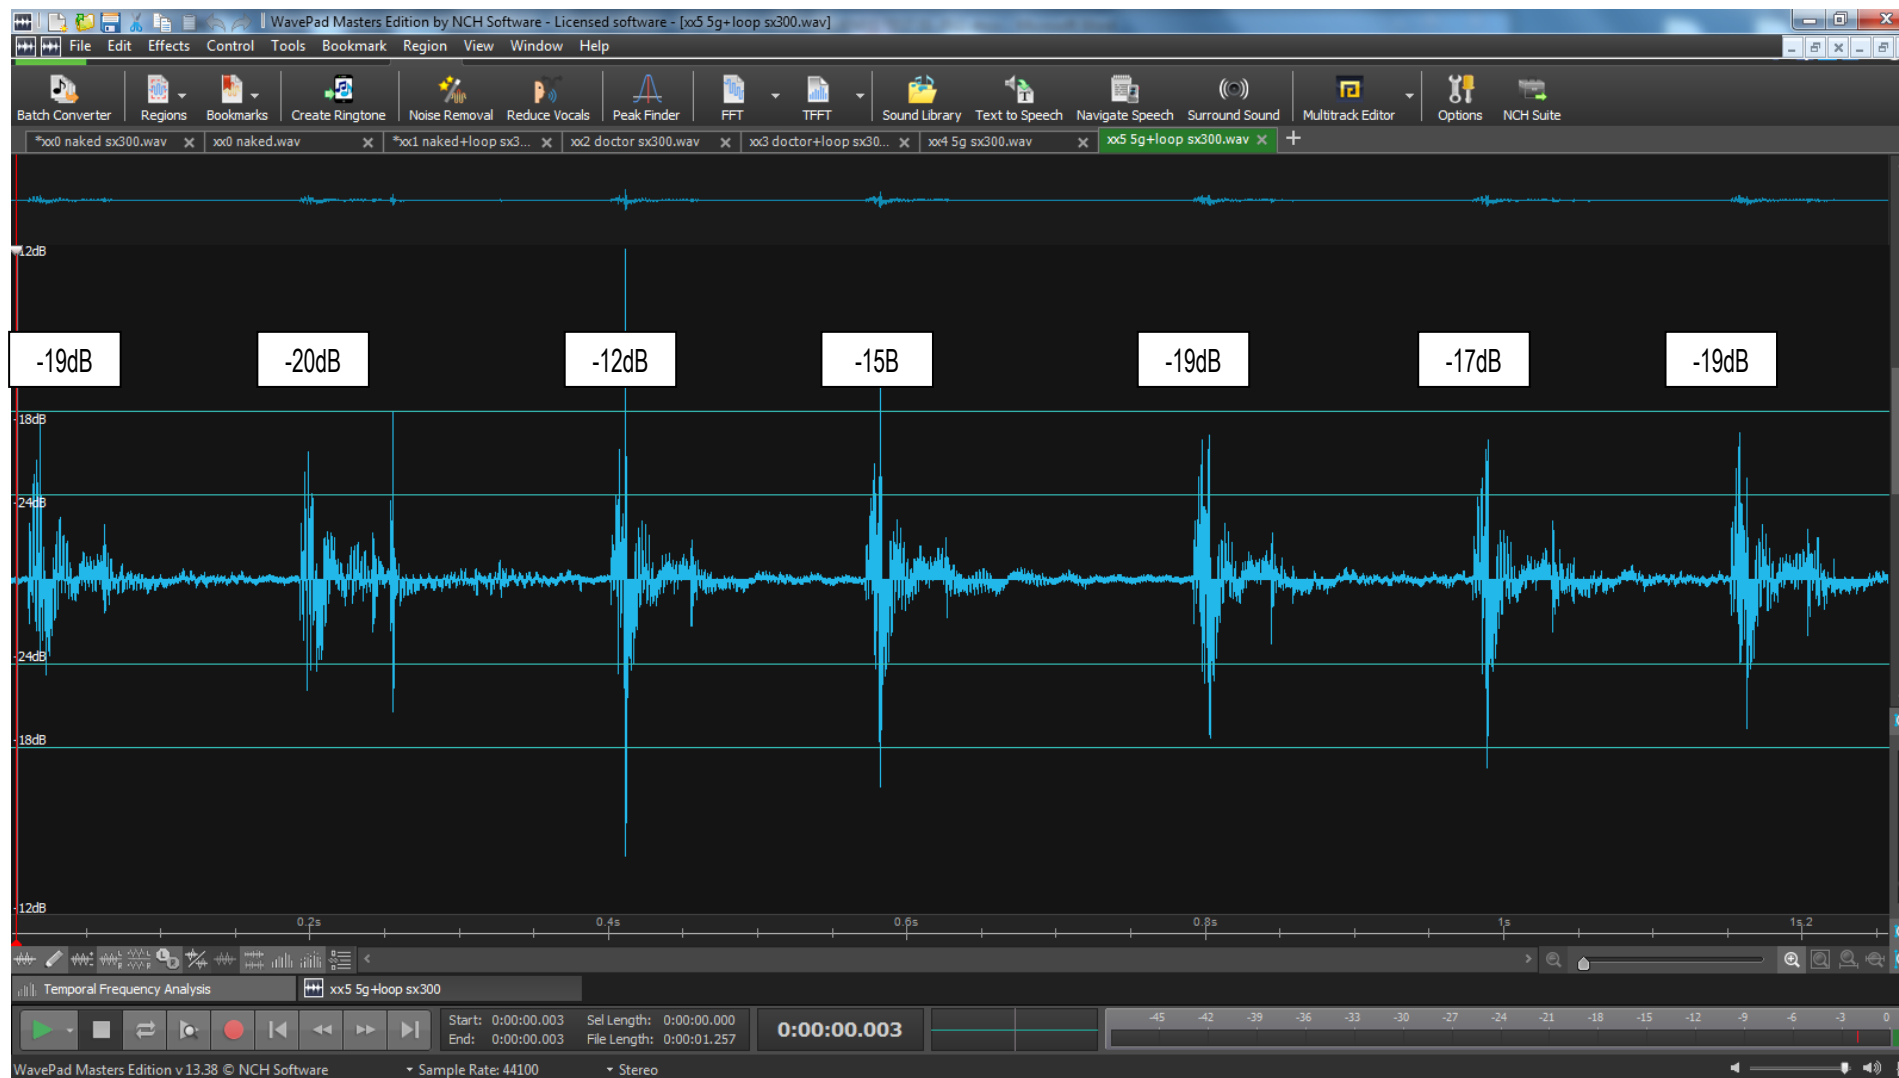 WavePad Masters Edition by NCH Software - Licensed software - [xx5 5g+loop sx300.wav]
File Edit Effects Control Tools Bookmark Region View Window Help
Batch Converter Regions Bookmarks Create Ringtone Noise Removal Reduce Vocals Peak Finder FFT TFFT Sound Library Text to Speech Navigate Speech Surround Sound Multitrack Editor Options NCH Suite
*xx0 naked sx300.wav xx0 naked.wav *xx1 naked+loop sx3... xx2 doctor sx300.wav xx3 doctor+loop sx30... xx4 5g sx300.wav xx5 5g+loop sx300.wav
-12dB
-19dB -20dB -12dB -15B -19dB -17dB -19dB
-18dB
-24dB
-24dB
-18dB
-12dB
0.2s 0.4s 0.6s 0.8s 1s 1s.2
Temporal Frequency Analysis xx5 5g+loop sx300
Start: 0:00:00.003 Sel Length: 0:00:00.000
End: 0:00:00.003 File Length: 0:00:01.257
0:00:00.003
-45 -42 -39 -36 -33 -30 -27 -24 -21 -18 -15 -12 -9 -6 -3 0
WavePad Masters Edition v 13.38 © NCH Software Sample Rate: 44100 Stereo